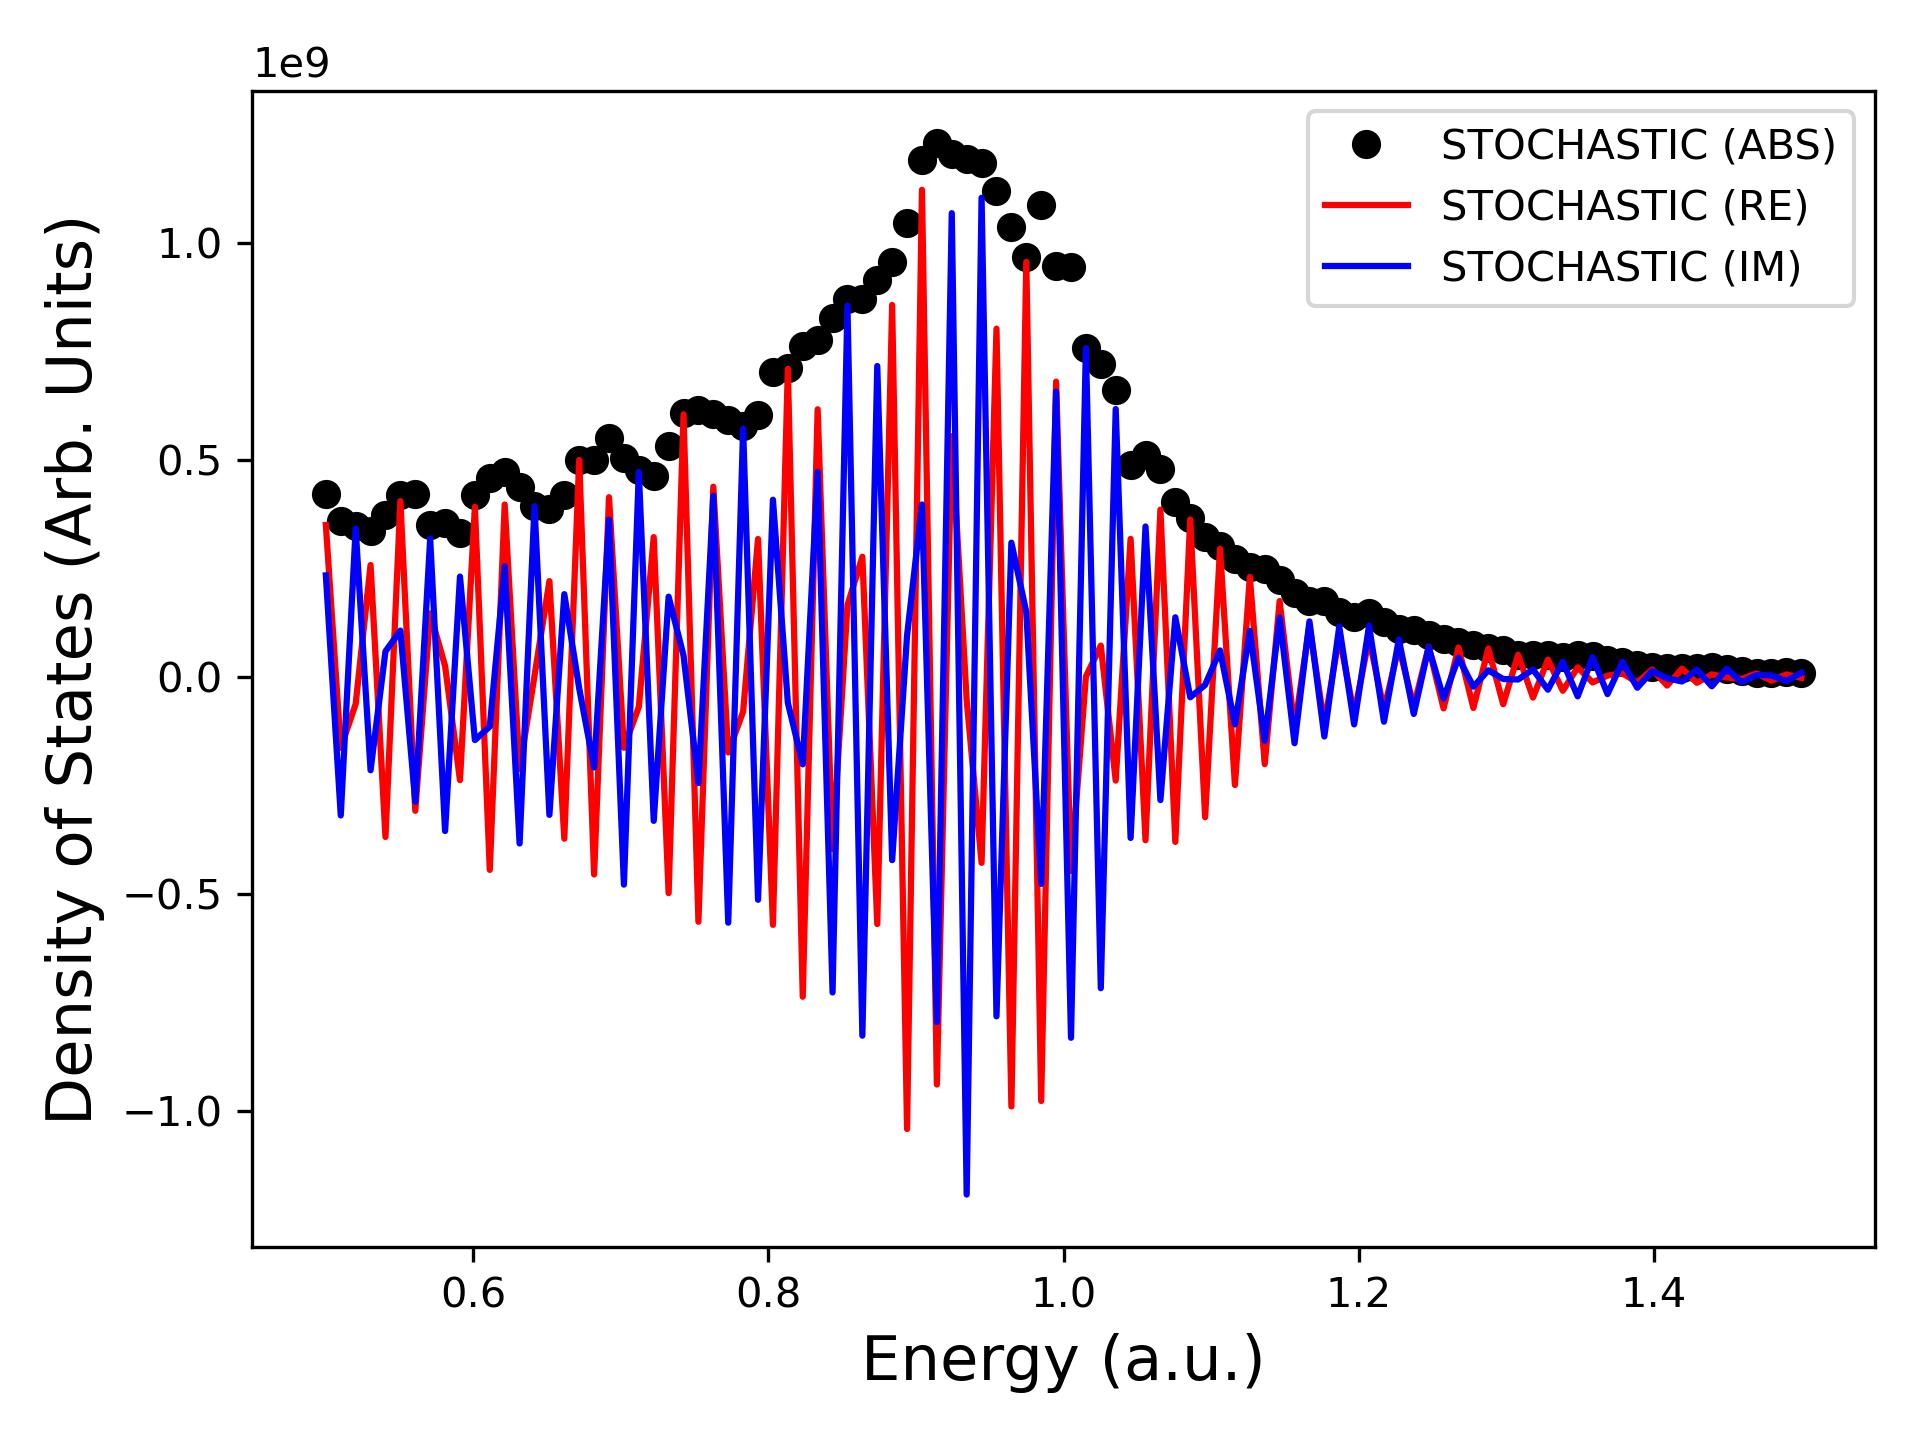 1e9
STOCHASTIC (ABS)
STOCHASTIC (RE)
STOCHASTIC (IM)
1.0
0.5
0.0
−0.5
−1.0
Density of States (Arb. Units)
0.6 0.8 1.0 1.2 1.4
Energy (a.u.)